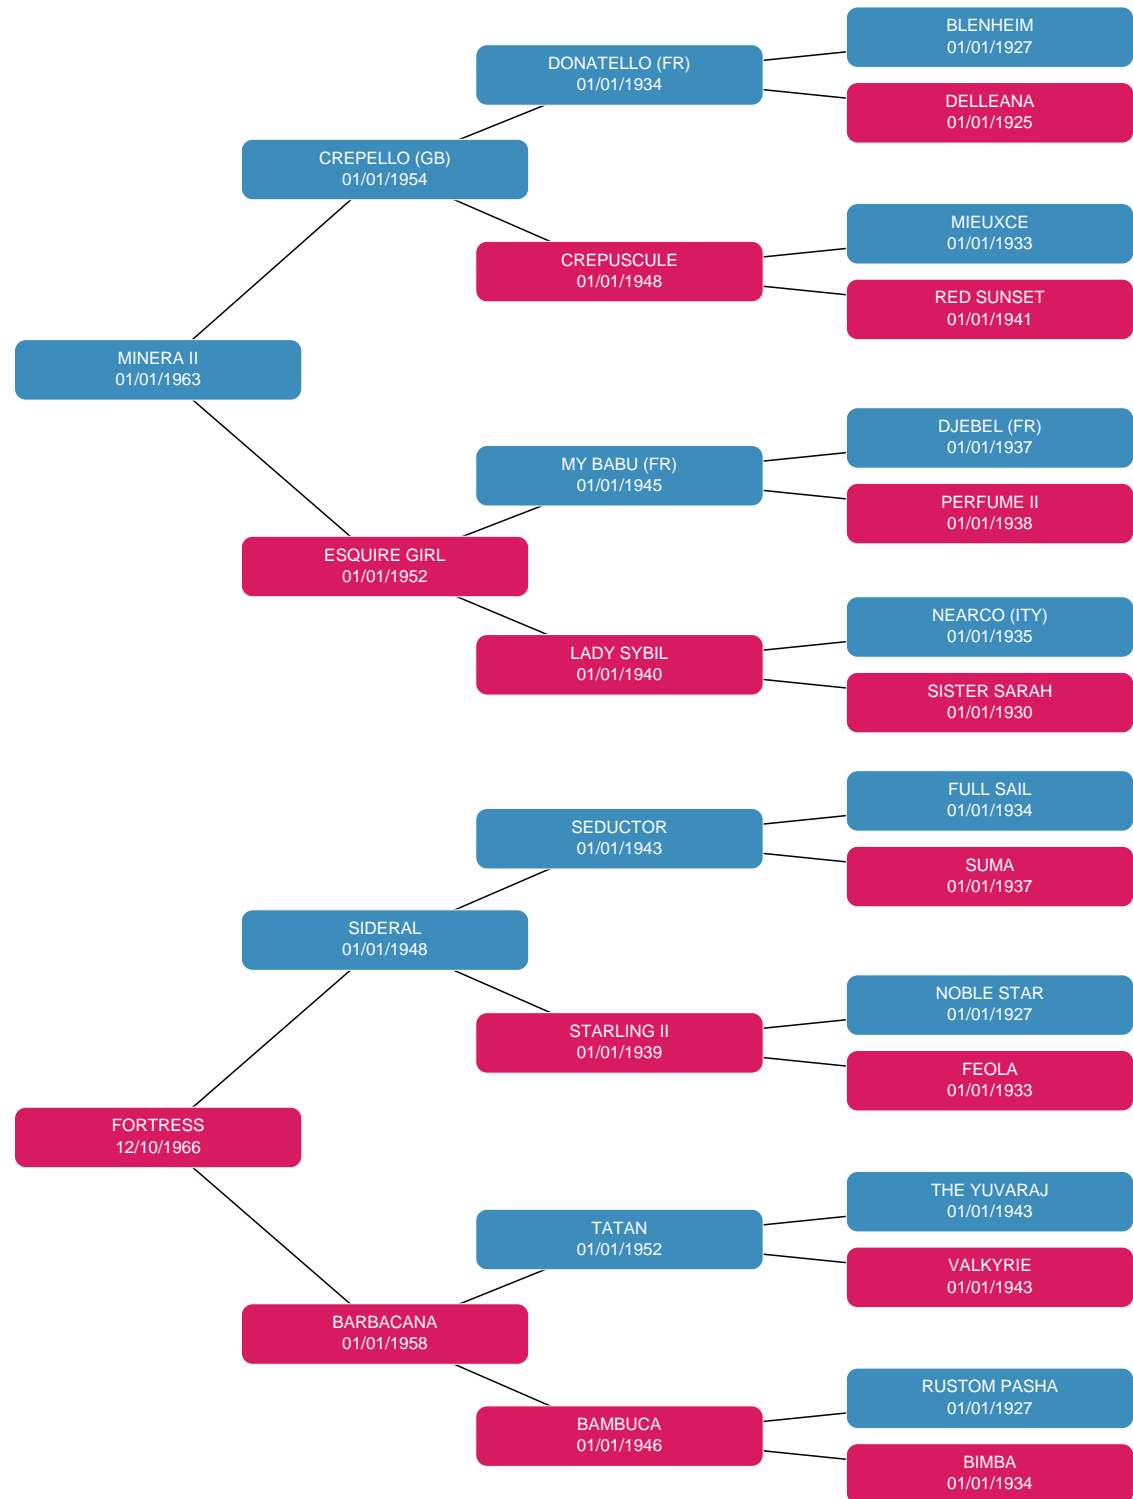 BLENHEIM
01/01/1927
DONATELLO (FR)
01/01/1934
DELLEANA
01/01/1925
CREPELLO (GB)
01/01/1954
MIEUXCE
01/01/1933
CREPUSCULE
01/01/1948
RED SUNSET
01/01/1941
MINERA II
01/01/1963
DJEBEL (FR)
01/01/1937
MY BABU (FR)
01/01/1945
PERFUME II
01/01/1938
ESQUIRE GIRL
01/01/1952
NEARCO (ITY)
01/01/1935
LADY SYBIL
01/01/1940
SISTER SARAH
01/01/1930
FULL SAIL
01/01/1934
SEDUCTOR
01/01/1943
SUMA
01/01/1937
SIDERAL
01/01/1948
NOBLE STAR
01/01/1927
STARLING II
01/01/1939
FEOLA
01/01/1933
FORTRESS
12/10/1966
THE YUVARAJ
01/01/1943
TATAN
01/01/1952
VALKYRIE
01/01/1943
BARBACANA
01/01/1958
RUSTOM PASHA
01/01/1927
BAMBUCA
01/01/1946
BIMBA
01/01/1934